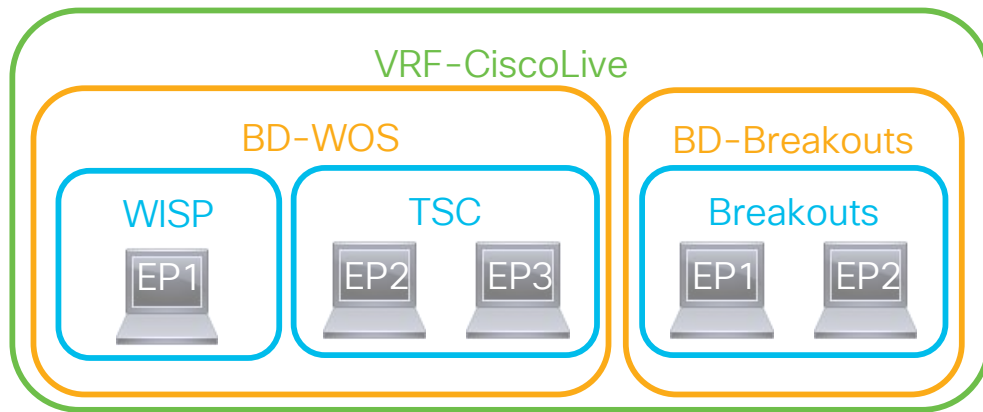 VRF-CiscoLive
BD-WOS
BD-Breakouts
WISP
TSC
Breakouts
EP1
EP2
EP3
EP1
EP2